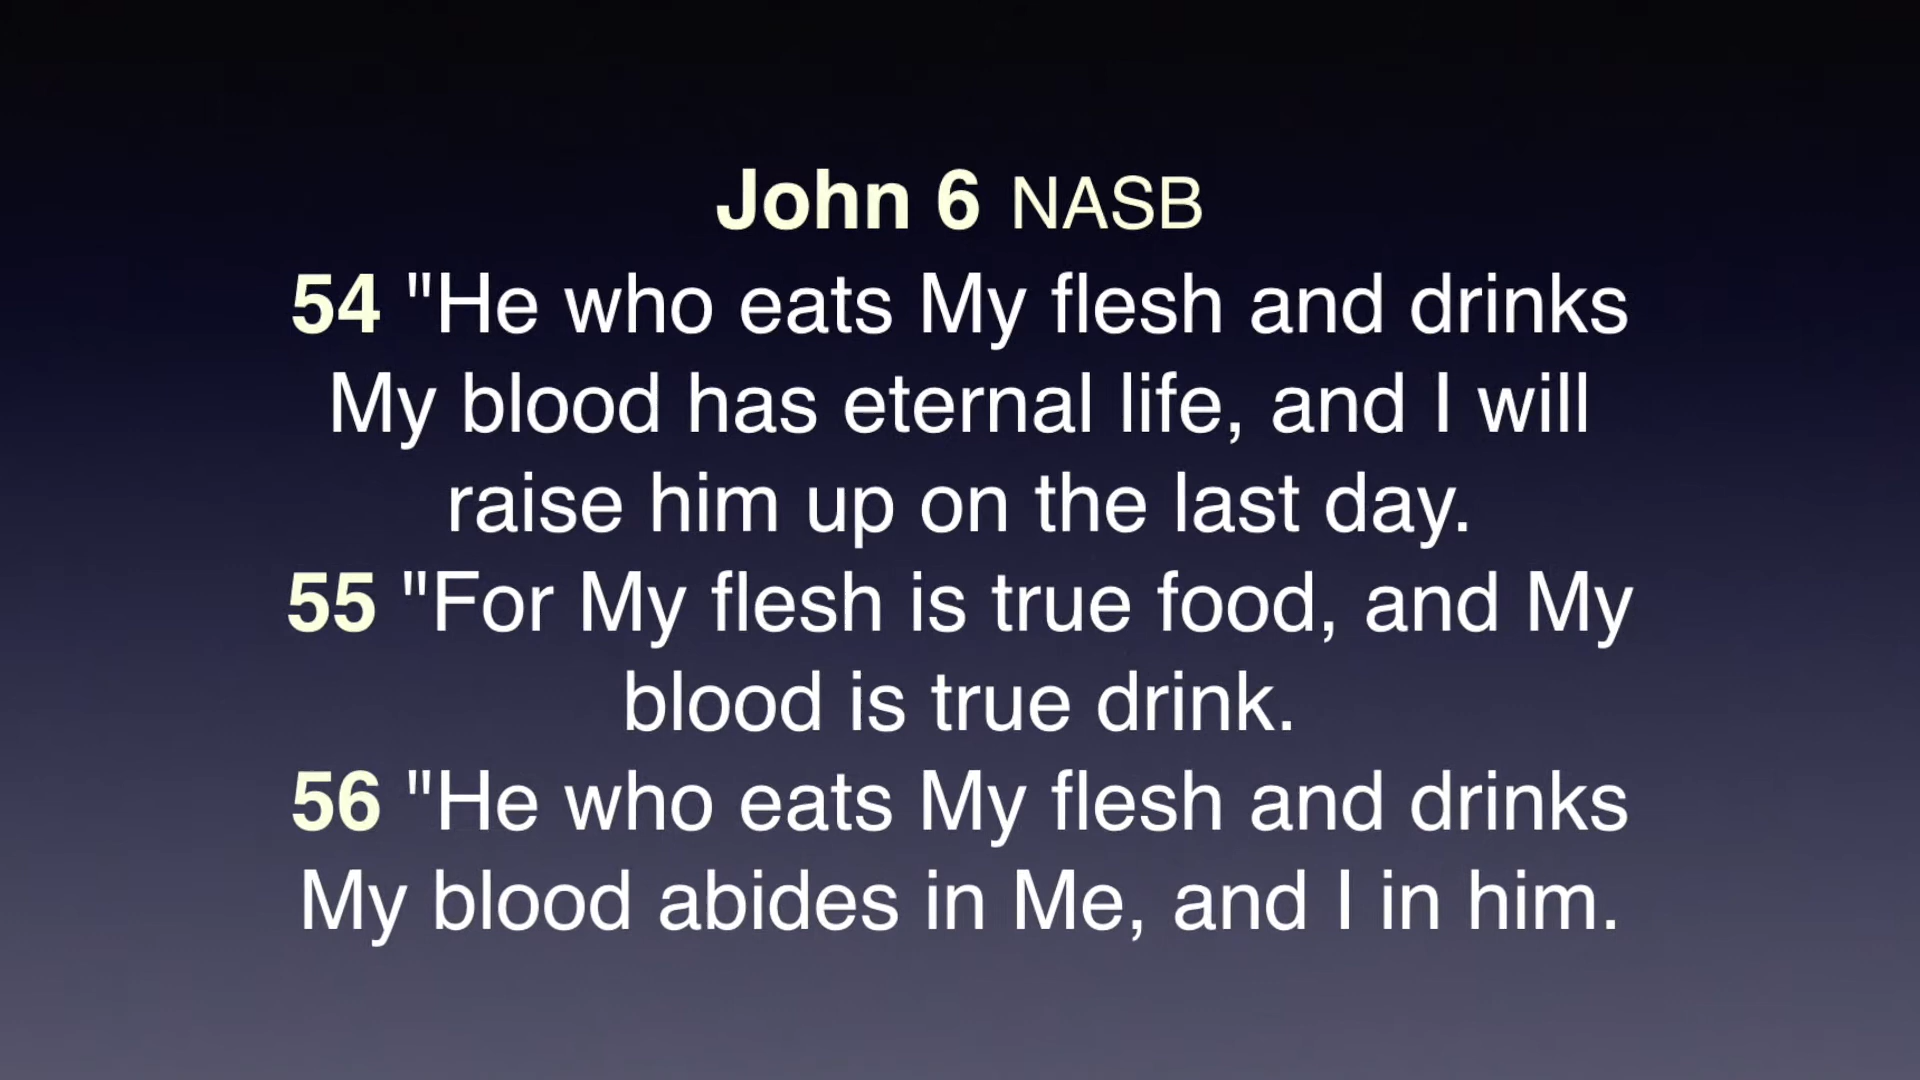 John 6 NASB
54 "He who eats My flesh and drinks
My blood has eternal life, and I will
raise him up on the last day.
55 "For My flesh is true food, and My
blood is true drink.
56 "He who eats My flesh and drinks
My blood abides in Me, and I in him.